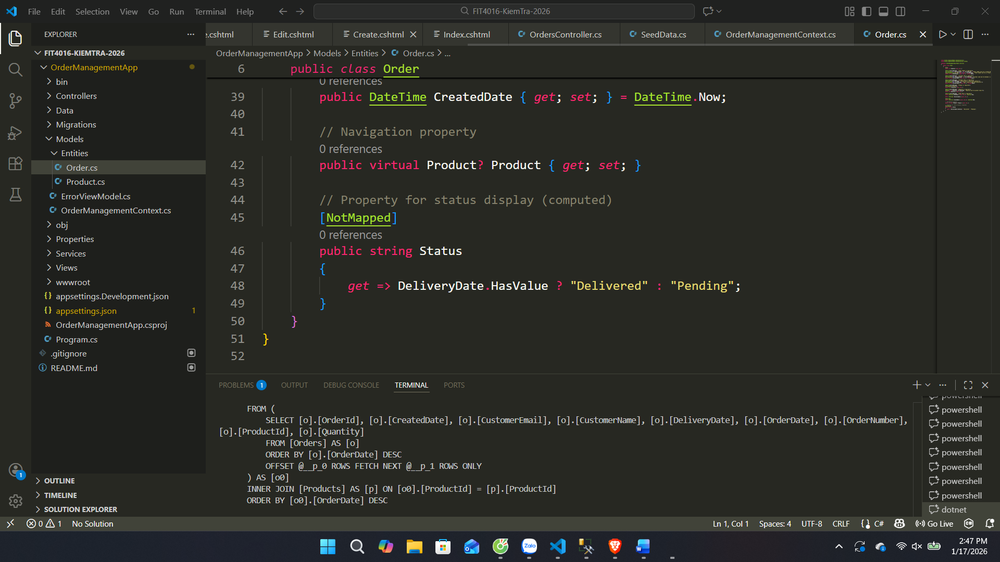 File Edit Selection View Go Run Terminal Help
FIT4016-KiemTra-2026
EXPLORER
e.cshtml
Edit.cshtml
Create.cshtml
Index.cshtml
OrdersController.cs
SeedData.cs
OrderManagementContext.cs
Order.cs
FIT4016-KIEMTRA-2026
OrderManagementApp
bin
Controllers
Data
Migrations
Models
Entities
Order.cs
Product.cs
ErrorViewModel.cs
OrderManagementContext.cs
obj
Properties
Services
Views
wwwroot
appsettings.Development.json
appsettings.json 1
OrderManagementApp.csproj
Program.cs
.gitignore
README.md
OUTLINE
TIMELINE
SOLUTION EXPLORER
OrderManagementApp > Models > Entities > Order.cs > ...
6 public class Order
0 references
39 public DateTime CreatedDate { get; set; } = DateTime.Now;
40
41 // Navigation property
0 references
42 public virtual Product? Product { get; set; }
43
44 // Property for status display (computed)
45 [NotMapped]
0 references
46 public string Status
47 {
48 get => DeliveryDate.HasValue ? "Delivered" : "Pending";
49 }
50 }
51 }
52
PROBLEMS 1 OUTPUT DEBUG CONSOLE TERMINAL PORTS
FROM (
SELECT [o].[OrderId], [o].[CreatedDate], [o].[CustomerEmail], [o].[CustomerName], [o].[DeliveryDate], [o].[OrderDate], [o].[OrderNumber],
[o].[ProductId], [o].[Quantity]
FROM [Orders] AS [o]
ORDER BY [o].[OrderDate] DESC
OFFSET @__p_0 ROWS FETCH NEXT @__p_1 ROWS ONLY
) AS [o0]
INNER JOIN [Products] AS [p] ON [o0].[ProductId] = [p].[ProductId]
ORDER BY [o0].[OrderDate] DESC
powershell
powershell
powershell
powershell
powershell
powershell
powershell
powershell
dotnet
1
0 1 No Solution
Ln 1, Col 1 Spaces: 4 UTF-8 CRLF { } C# Go Live
Zalo
2:47 PM
1/17/2026